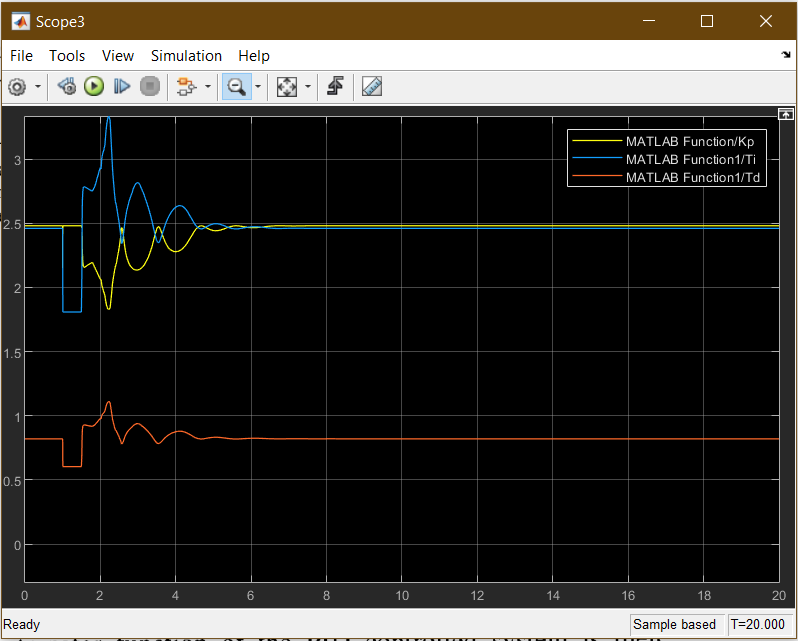 Scope3
File Tools View Simulation Help
MATLAB Function/Kp
MATLAB Function1/Ti
MATLAB Function1/Td
3
2.5
2
1.5
1
0.5
0
0 2 4 6 8 10 12 14 16 18 20
Ready Sample based T=20.000